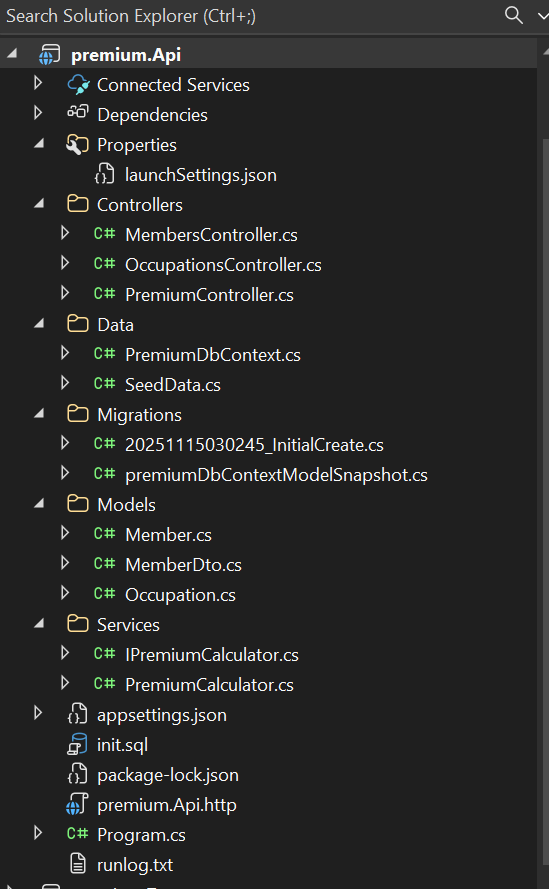 Search Solution Explorer (Ctrl+;)
premium.Api
Connected Services
Dependencies
Properties
launchSettings.json
Controllers
C# MembersController.cs
C# OccupationsController.cs
C# PremiumController.cs
Data
C# PremiumDbContext.cs
C# SeedData.cs
Migrations
C# 20251115030245_InitialCreate.cs
C# premiumDbContextModelSnapshot.cs
Models
C# Member.cs
C# MemberDto.cs
C# Occupation.cs
Services
C# IPremiumCalculator.cs
C# PremiumCalculator.cs
appsettings.json
init.sql
package-lock.json
premium.Api.http
C# Program.cs
runlog.txt